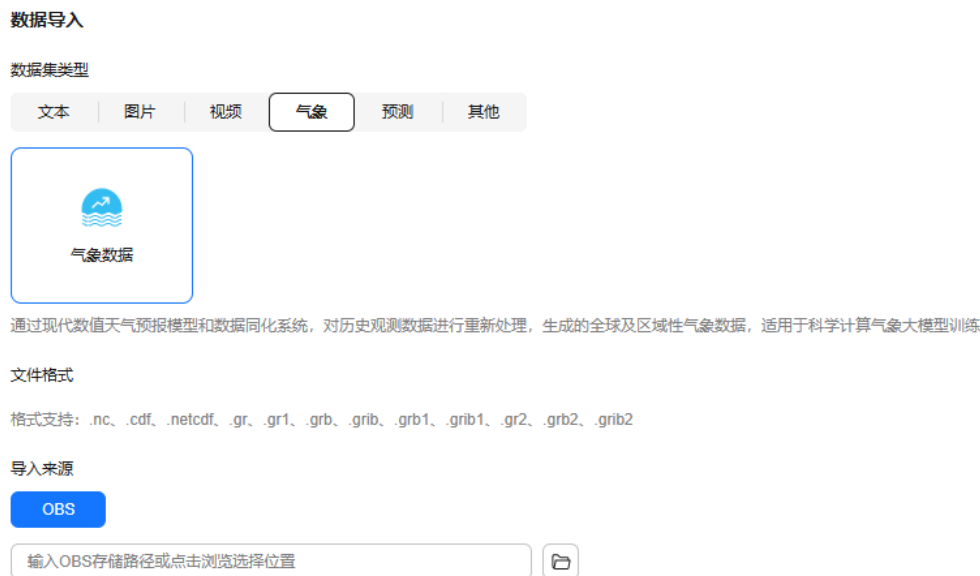 数据导入
数据集类型
文本 图片 视频 气象 预测 其他
气象数据
通过现代数值天气预报模型和数据同化系统，对历史观测数据进行重新处理，生成的全球及区域性气象数据，适用于科学计算气象大模型训练
文件格式
格式支持：.nc、.cdf、.netcdf、.gr、.gr1、.grb、.grib、.grb1、.grib1、.gr2、.grb2、.grib2
导入来源
OBS
输入OBS存储路径或点击浏览选择位置